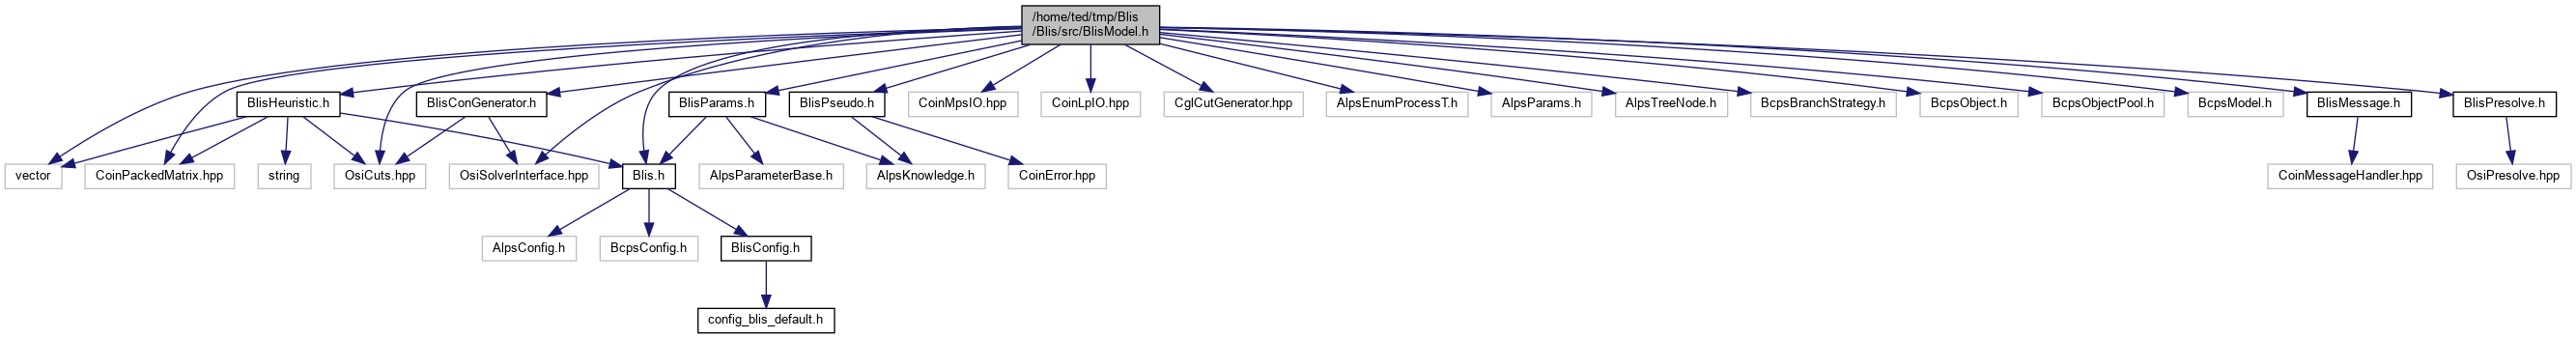 /home/ted/tmp/Blis
/Blis/src/BlisModel.h
BlisHeuristic.h
BlisConGenerator.h
BlisParams.h
BlisPseudo.h
CoinMpsIO.hpp
CoinLpIO.hpp
CglCutGenerator.hpp
AlpsEnumProcessT.h
AlpsParams.h
AlpsTreeNode.h
BcpsBranchStrategy.h
BcpsObject.h
BcpsObjectPool.h
BcpsModel.h
BlisMessage.h
BlisPresolve.h
vector
CoinPackedMatrix.hpp
string
OsiCuts.hpp
OsiSolverInterface.hpp
Blis.h
AlpsParameterBase.h
AlpsKnowledge.h
CoinError.hpp
CoinMessageHandler.hpp
OsiPresolve.hpp
AlpsConfig.h
BcpsConfig.h
BlisConfig.h
config_blis_default.h